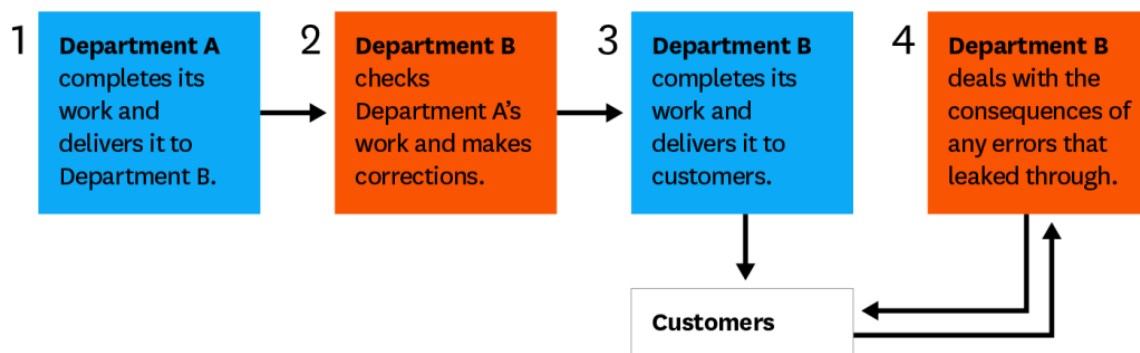 1
Department A
completes its
work and
delivers it to
Department B.
2
Department B
checks
Department A’s
work and makes
corrections.
3
Department B
completes its
work and
delivers it to
customers.
4
Department B
deals with the
consequences of
any errors that
leaked through.
Customers